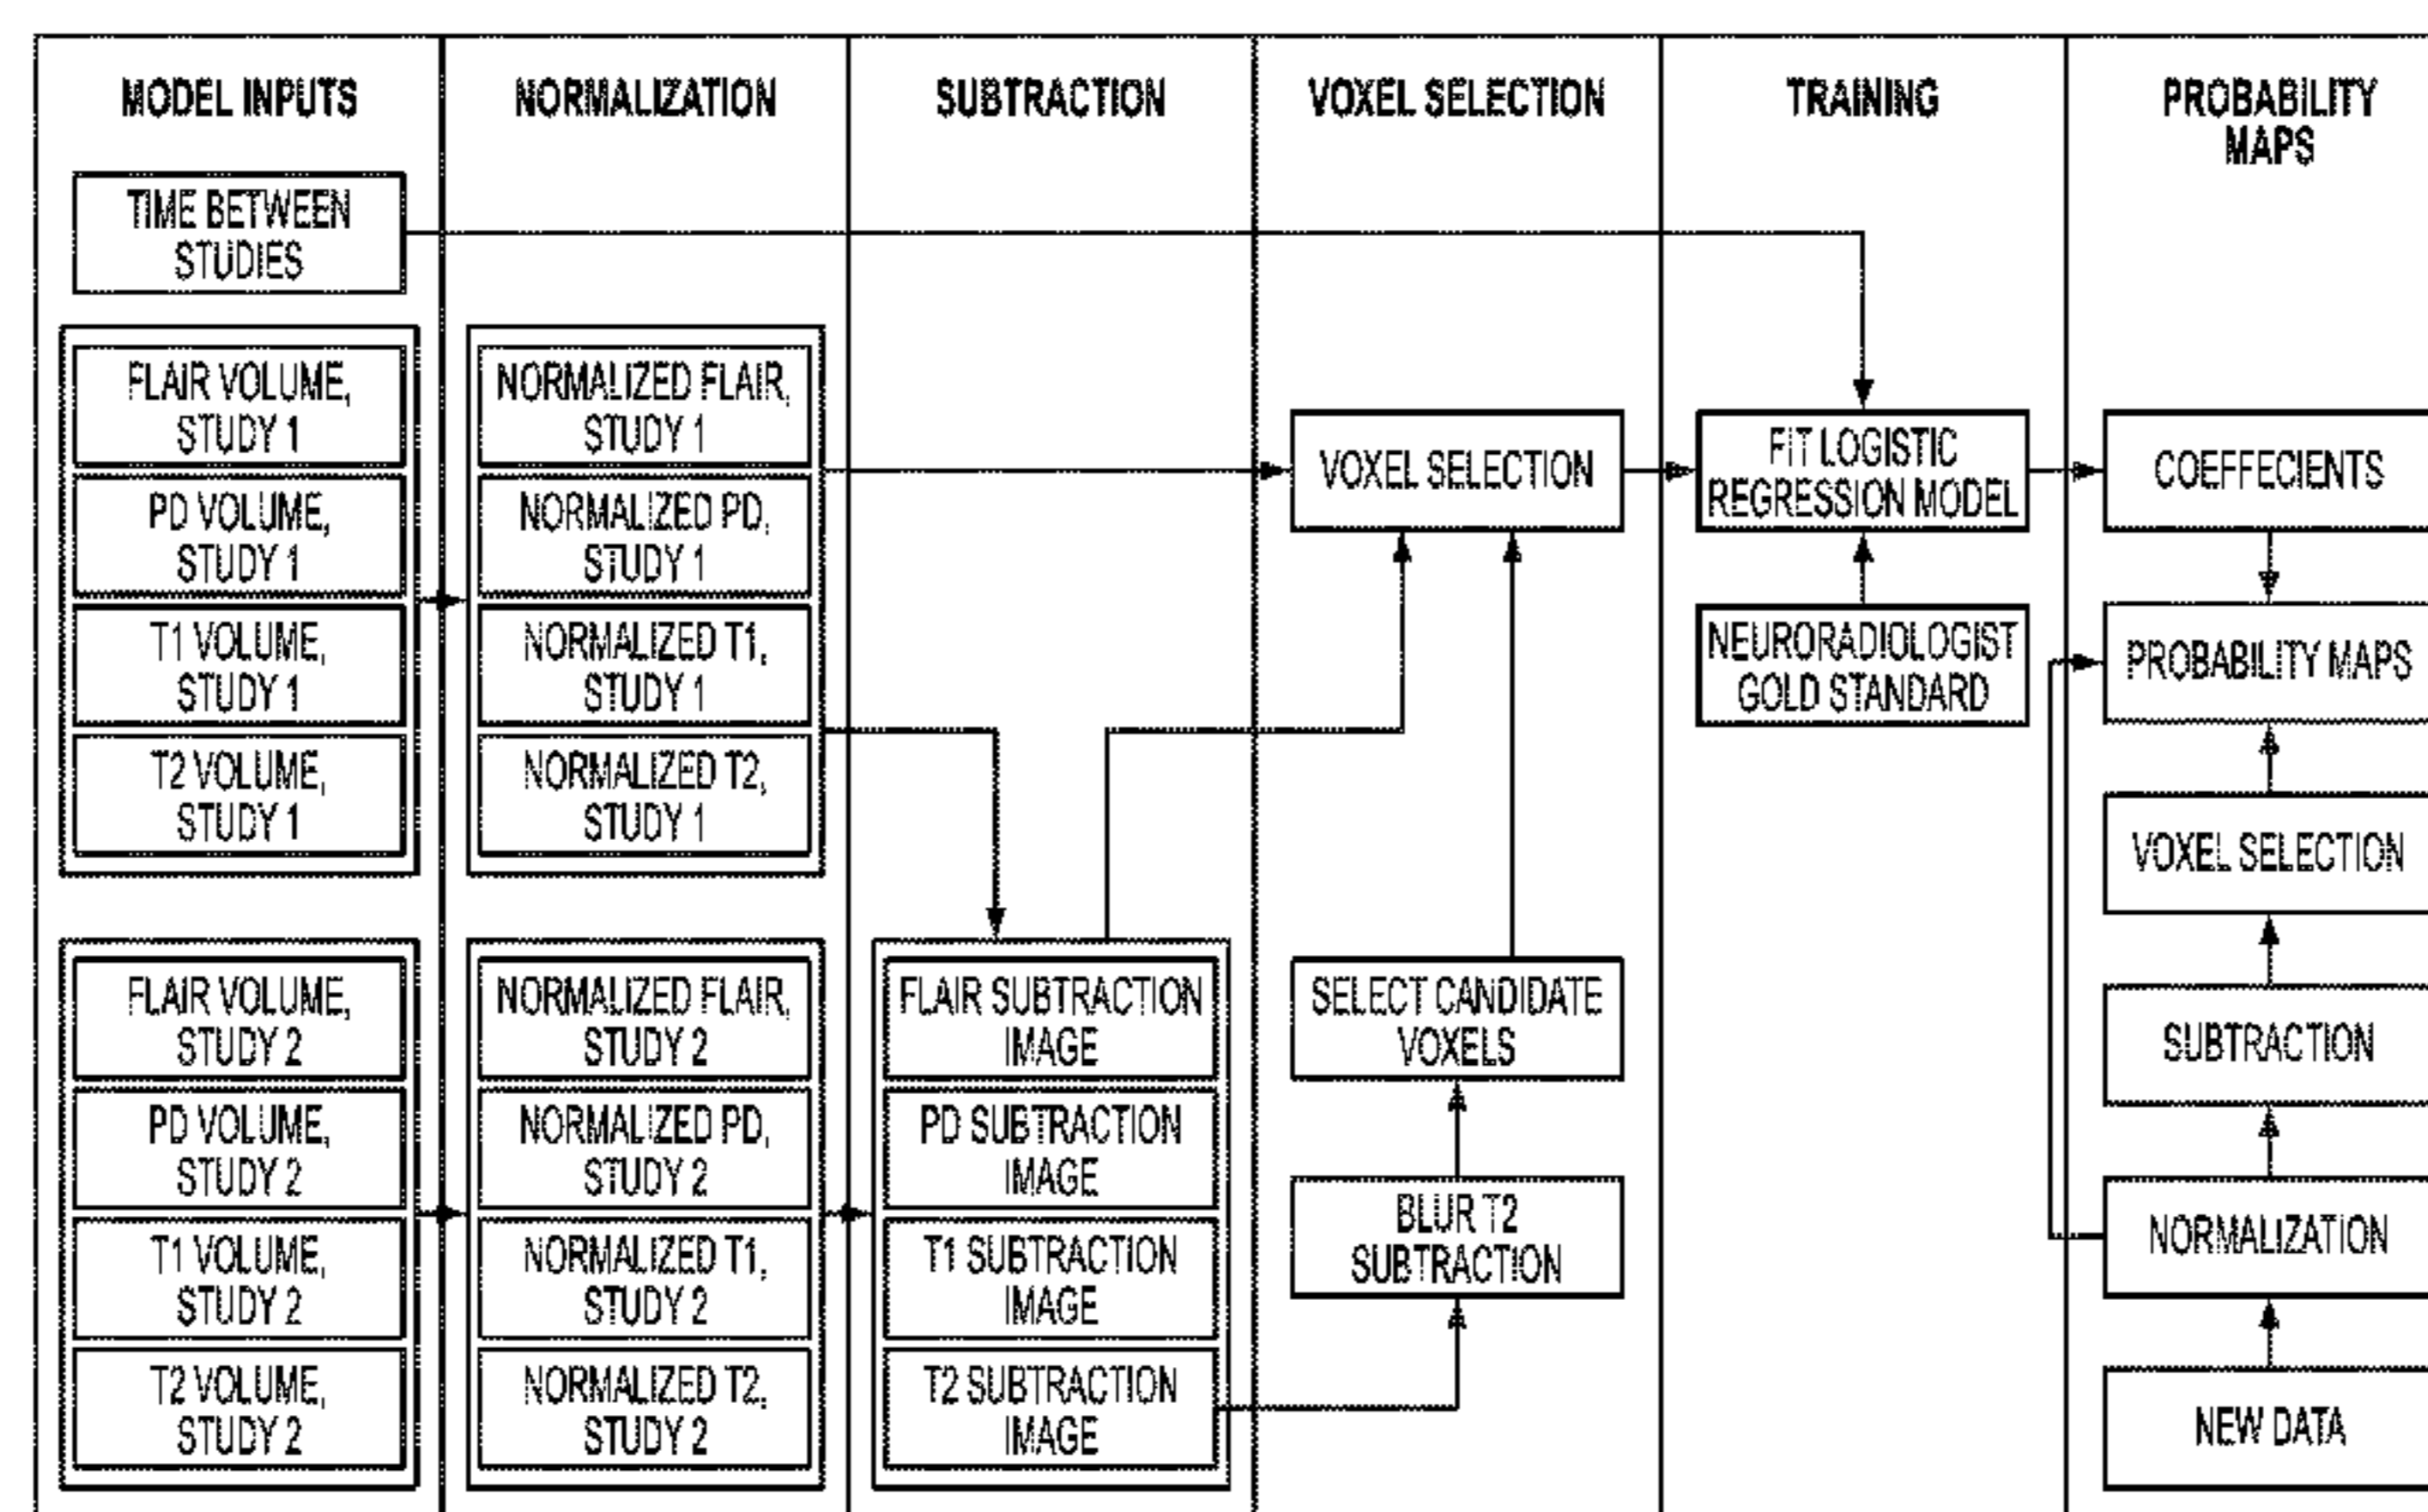 MODEL INPUTS
TIME BETWEEN
STUDIES
FLAIR VOLUME,
STUDY 1
PD VOLUME,
STUDY 1
T1 VOLUME,
STUDY 1
T2 VOLUME,
STUDY 1
FLAIR VOLUME,
STUDY 2
PD VOLUME,
STUDY 2
T1 VOLUME,
STUDY 2
T2 VOLUME,
STUDY 2
NORMALIZATION
NORMALIZED FLAIR,
STUDY 1
NORMALIZED PD,
STUDY 1
NORMALIZED T1,
STUDY 1
NORMALIZED T2,
STUDY 1
NORMALIZED FLAIR,
STUDY 2
NORMALIZED PD,
STUDY 2
NORMALIZED T1,
STUDY 2
NORMALIZED T2,
STUDY 2
SUBTRACTION
FLAIR SUBTRACTION
IMAGE
PD SUBTRACTION
IMAGE
T1 SUBTRACTION
IMAGE
T2 SUBTRACTION
IMAGE
VOXEL SELECTION
VOXEL SELECTION
SELECT CANDIDATE
VOXELS
BLUR T2
SUBTRACTION
TRAINING
FIT LOGISTIC
REGRESSION MODEL
NEURORADIOLOGIST
GOLD STANDARD
PROBABILITY
MAPS
COEFFECIENTS
PROBABILITY MAPS
VOXEL SELECTION
SUBTRACTION
NORMALIZATION
NEW DATA